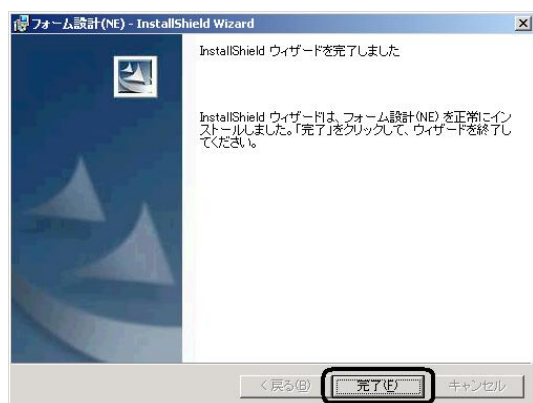 フォーム設計(NE) - InstallShield Wizard
InstallShield ウィザードを完了しました
InstallShield ウィザードは、フォーム設計(NE) を正常にイン
ストールしました。「完了」をクリックして、ウィザードを終了し
てください。
< 戻る(B)
完了(F)
キャンセル